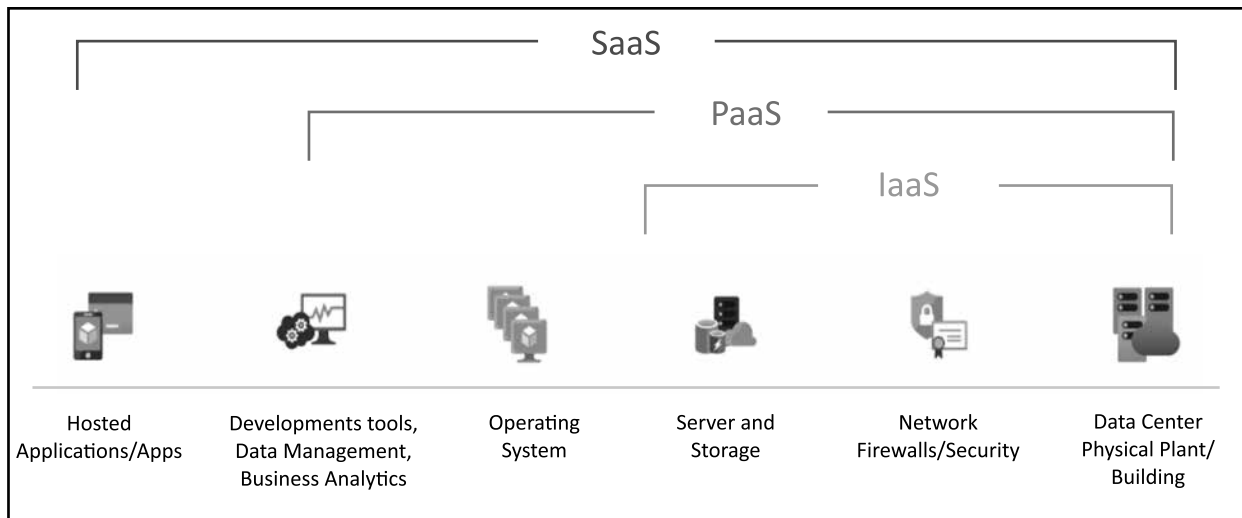 SaaS
PaaS
IaaS
Hosted
Applications/Apps
Developments tools,
Data Management,
Business Analytics
Operating
System
Server and
Storage
Network
Firewalls/Security
Data Center
Physical Plant/
Building